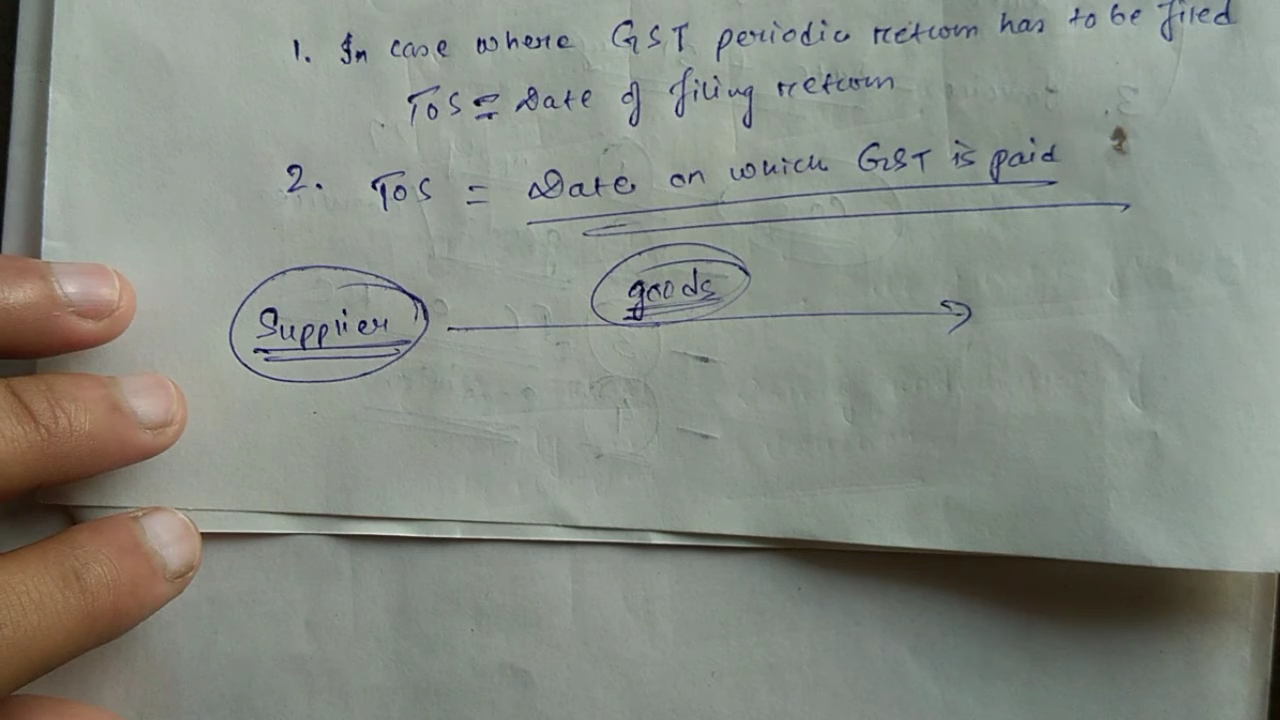 1. In case where GST periodic return has to be filed
TOS = Date of filing return
2. TOS = Date on which GST is paid
Supplier goods